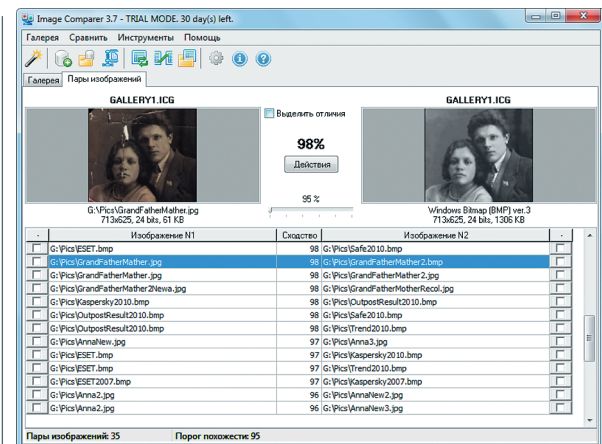 Image Comparer 3.7 - TRIAL MODE. 30 day(s) left.
Галерея Сравнить Инструменты Помощь
Галерея Пары изображений
GALLERY1.ICG GALLERY1.ICG
Выделить отличия
98%
Действия
95 %
G:\Pics\GrandFatherMather.jpg Windows Bitmap (BMP) ver.3
713x625, 24 bits, 61 KB 713x625, 24 bits, 1306 KB
- Изображение N1 Сходство Изображение N2 -
G:\Pics\ESET.bmp 98 G:\Pics\Safe2010.bmp
G:\Pics\GrandFatherMather.jpg 98 G:\Pics\GrandFatherMather2.bmp
G:\Pics\GrandFatherMather.jpg 98 G:\Pics\GrandFatherMather2.jpg
G:\Pics\GrandFatherMather2Newa.jpg 98 G:\Pics\GrandFatherMotherRecol.jpg
G:\Pics\Kaspersky2010.bmp 98 G:\Pics\OutpostResult2010.bmp
G:\Pics\OutpostResult2010.bmp 98 G:\Pics\Safe2010.bmp
G:\Pics\OutpostResult2010.bmp 98 G:\Pics\Trend2010.bmp
G:\Pics\AnnaNew.jpg 97 G:\Pics\Anna3.jpg
G:\Pics\ESET.bmp 97 G:\Pics\Kaspersky2010.bmp
G:\Pics\ESET.bmp 97 G:\Pics\Trend2010.bmp
G:\Pics\ESET2007.bmp 97 G:\Pics\Kaspersky2007.bmp
G:\Pics\Anna2.jpg 96 G:\Pics\AnnaNew2.jpg
G:\Pics\Anna2.jpg 96 G:\Pics\AnnaNew3.jpg
Пары изображений: 35 Порог похожести: 95